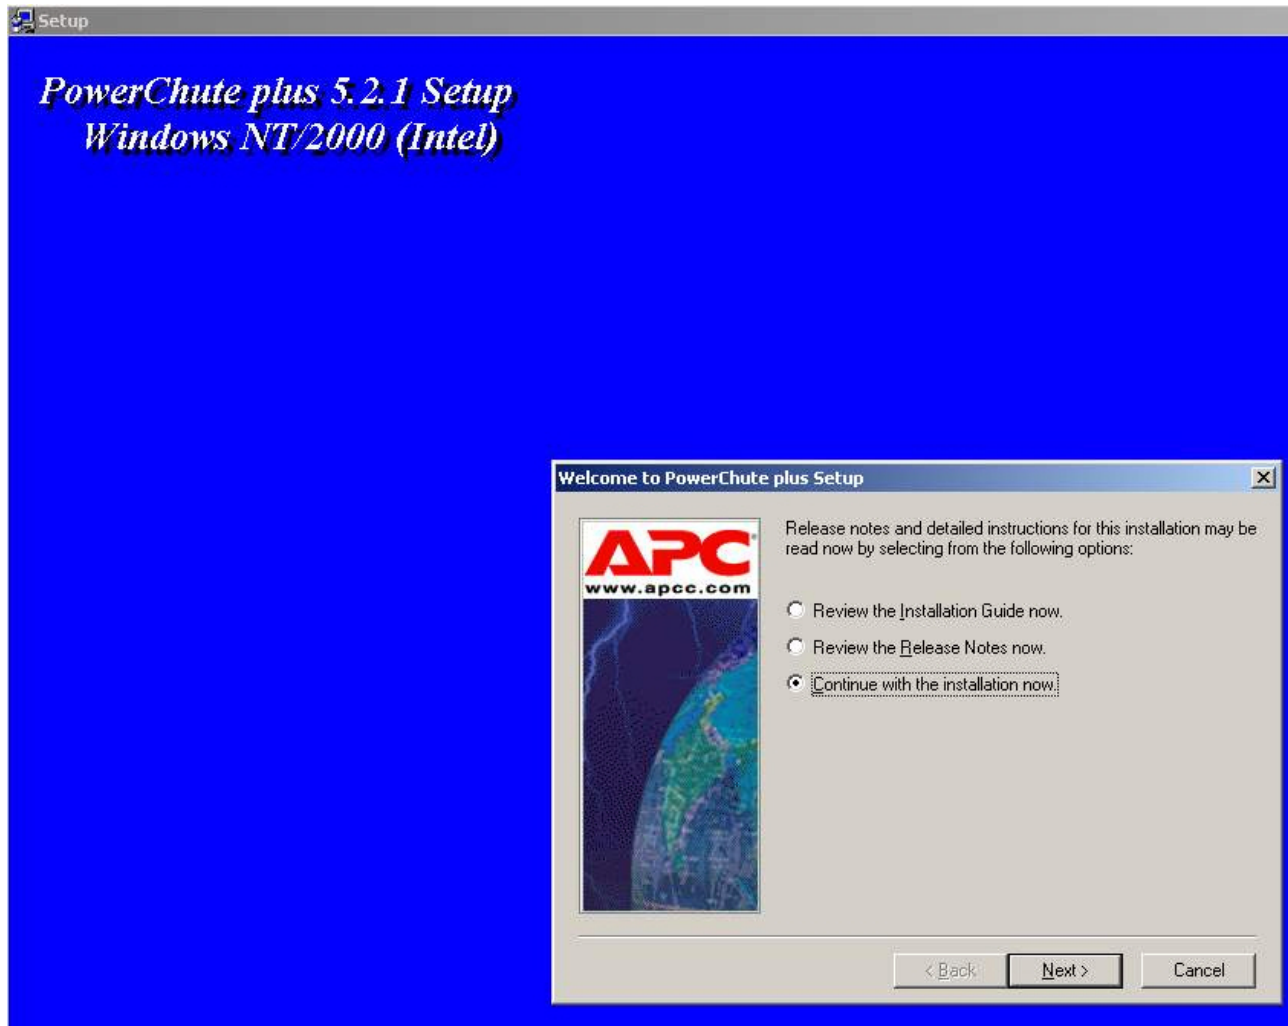 Setup
PowerChute plus 5.2.1 Setup
Windows NT/2000 (Intel)
Welcome to PowerChute plus Setup
APC
www.apcc.com
Release notes and detailed instructions for this installation may be
read now by selecting from the following options:
Review the Installation Guide now.
Review the Release Notes now.
Continue with the installation now.
< Back
Next >
Cancel